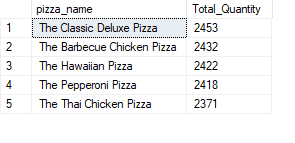 pizza_name Total_Quantity
1 The Classic Deluxe Pizza 2453
2 The Barbecue Chicken Pizza 2432
3 The Hawaiian Pizza 2422
4 The Pepperoni Pizza 2418
5 The Thai Chicken Pizza 2371